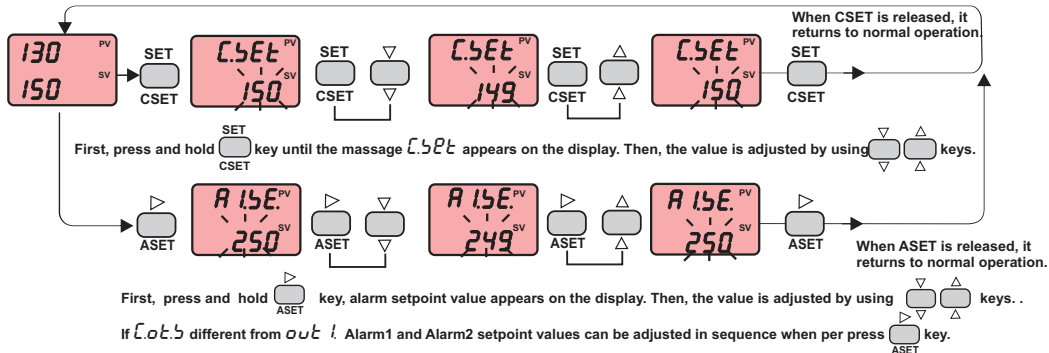 When CSET is released, it
returns to normal operation.
130 PV
150 SV
SET
CSET
C.SEt PV
150 SV
SET
CSET
C.SEt PV
149 SV
SET
CSET
C.SEt PV
150 SV
SET
CSET
First, press and hold SET CSET key until the massage C.SEt appears on the display. Then, the value is adjusted by using keys.
ASET
A1.SE. PV
250 SV
ASET
A1.SE. PV
249 SV
ASET
A1.SE. PV
250 SV
ASET
When ASET is released, it
returns to normal operation.
First, press and hold ASET key, alarm setpoint value appears on the display. Then, the value is adjusted by using keys. .
If C.ot.S different from out 1. Alarm1 and Alarm2 setpoint values can be adjusted in sequence when per press ASET key.